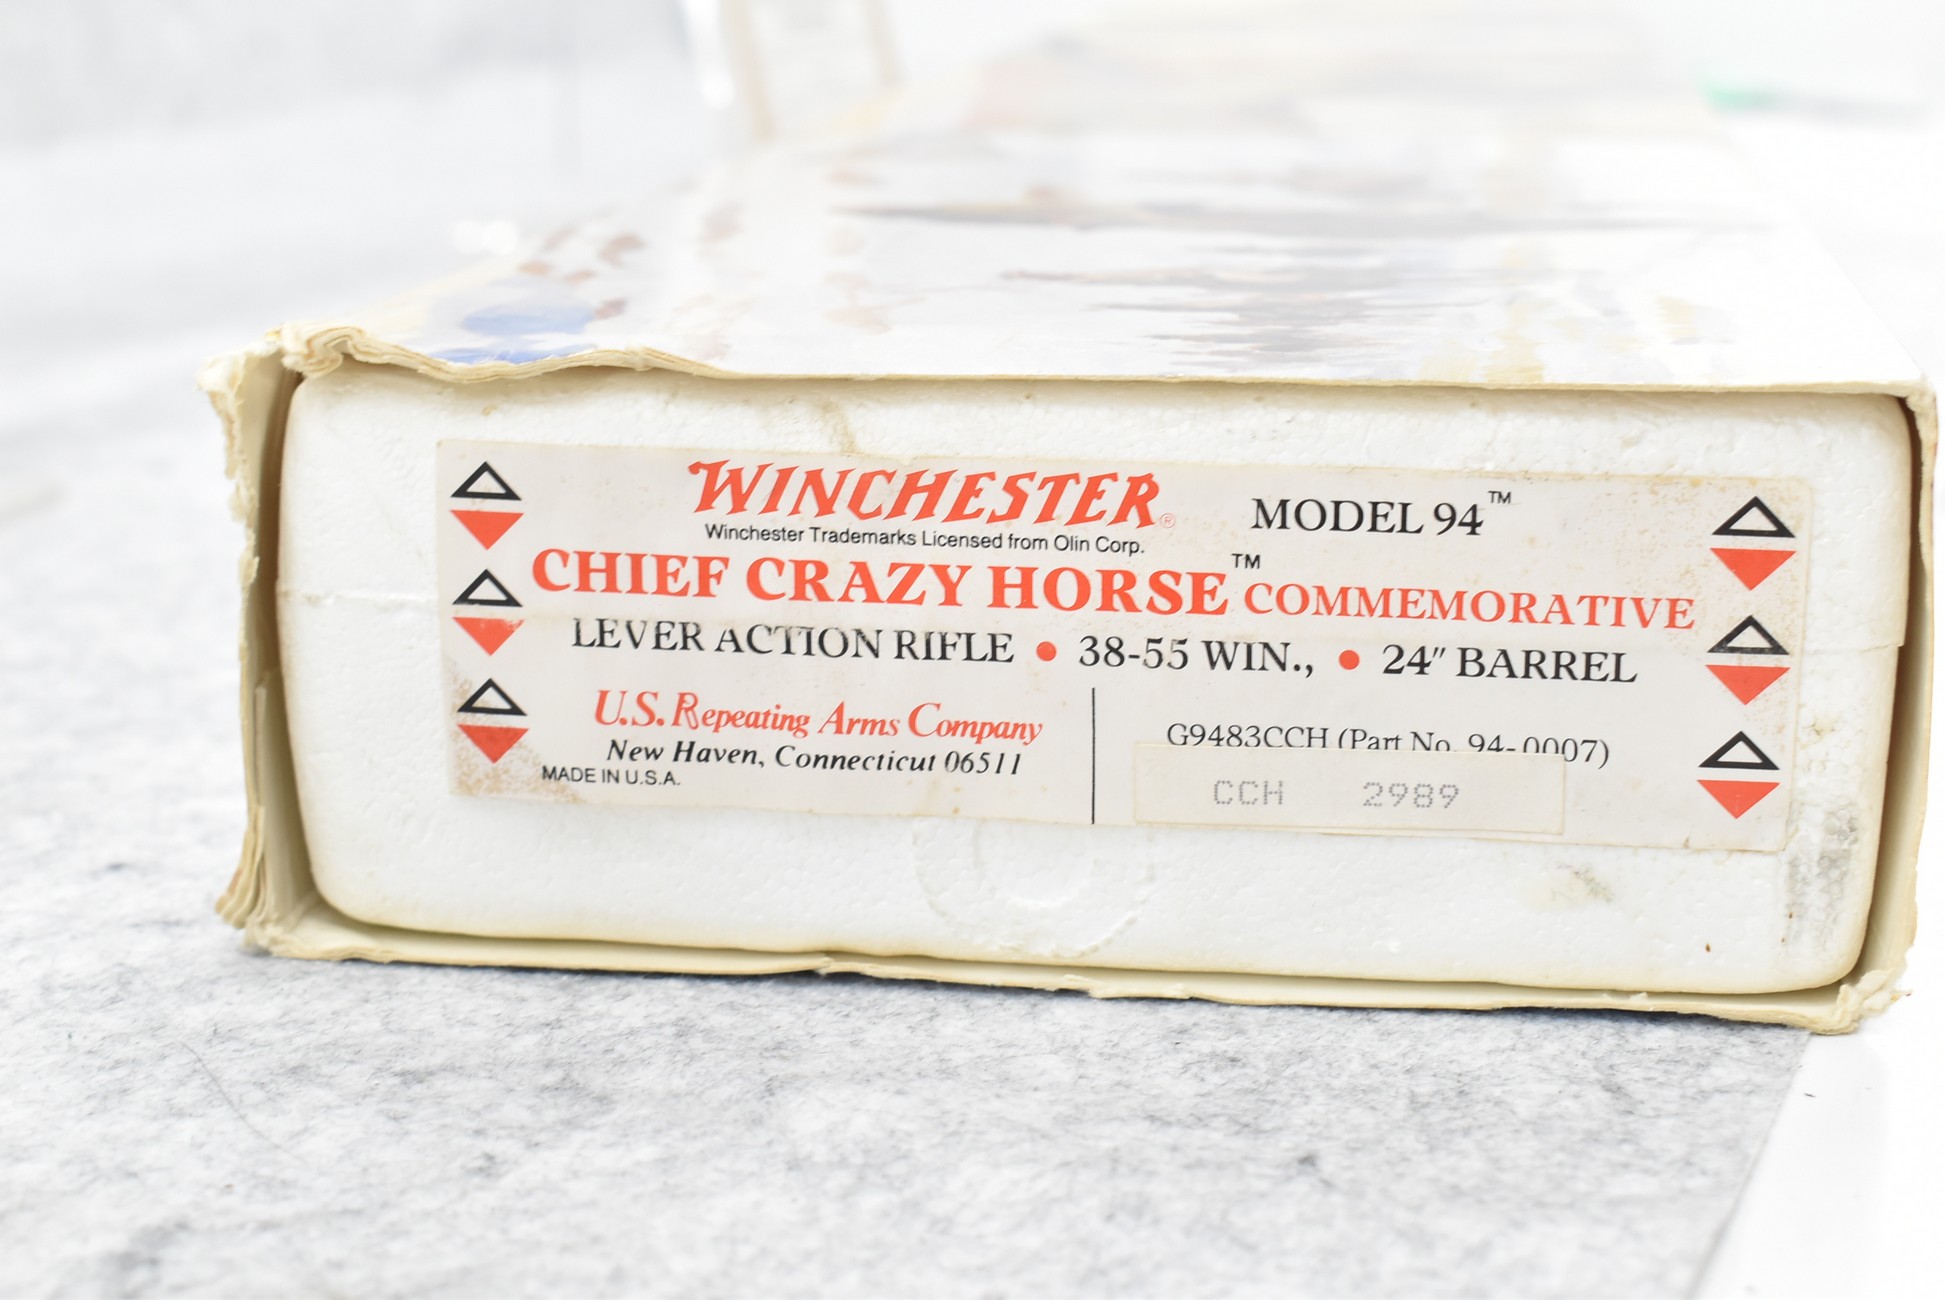 WINCHESTER® MODEL 94™
Winchester Trademarks Licensed from Olin Corp.
CHIEF CRAZY HORSE™ COMMEMORATIVE
LEVER ACTION RIFLE • 38-55 WIN., • 24" BARREL
U.S. Repeating Arms Company
New Haven, Connecticut 06511
MADE IN U.S.A.
G9483CCH (Part No. 94-0007)
CCH 2989